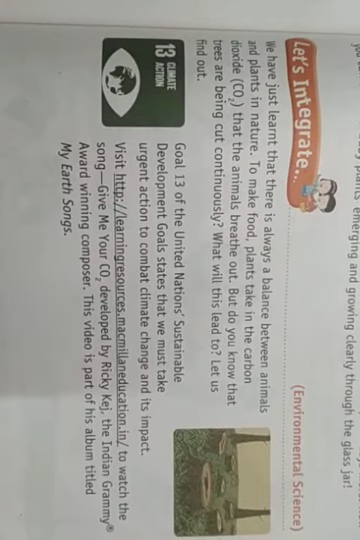 plants emerging and growing clearly through the glass jar!
Let's Integrate...
(Environmental Science)
We have just learnt that there is always a balance between animals
and plants in nature. To make food, plants take in the carbon
dioxide (CO₂) that the animals breathe out. But do you know that
trees are being cut continuously? What will this lead to? Let us
find out.
13 CLIMATE
ACTION
Goal 13 of the United Nations' Sustainable
Development Goals states that we must take
urgent action to combat climate change and its impact.
Visit http://learningresources.macmillaneducation.in/ to watch the
song—Give Me Your CO₂ developed by Ricky Kej, the Indian Grammy®
Award winning composer. This video is part of his album titled
My Earth Songs.